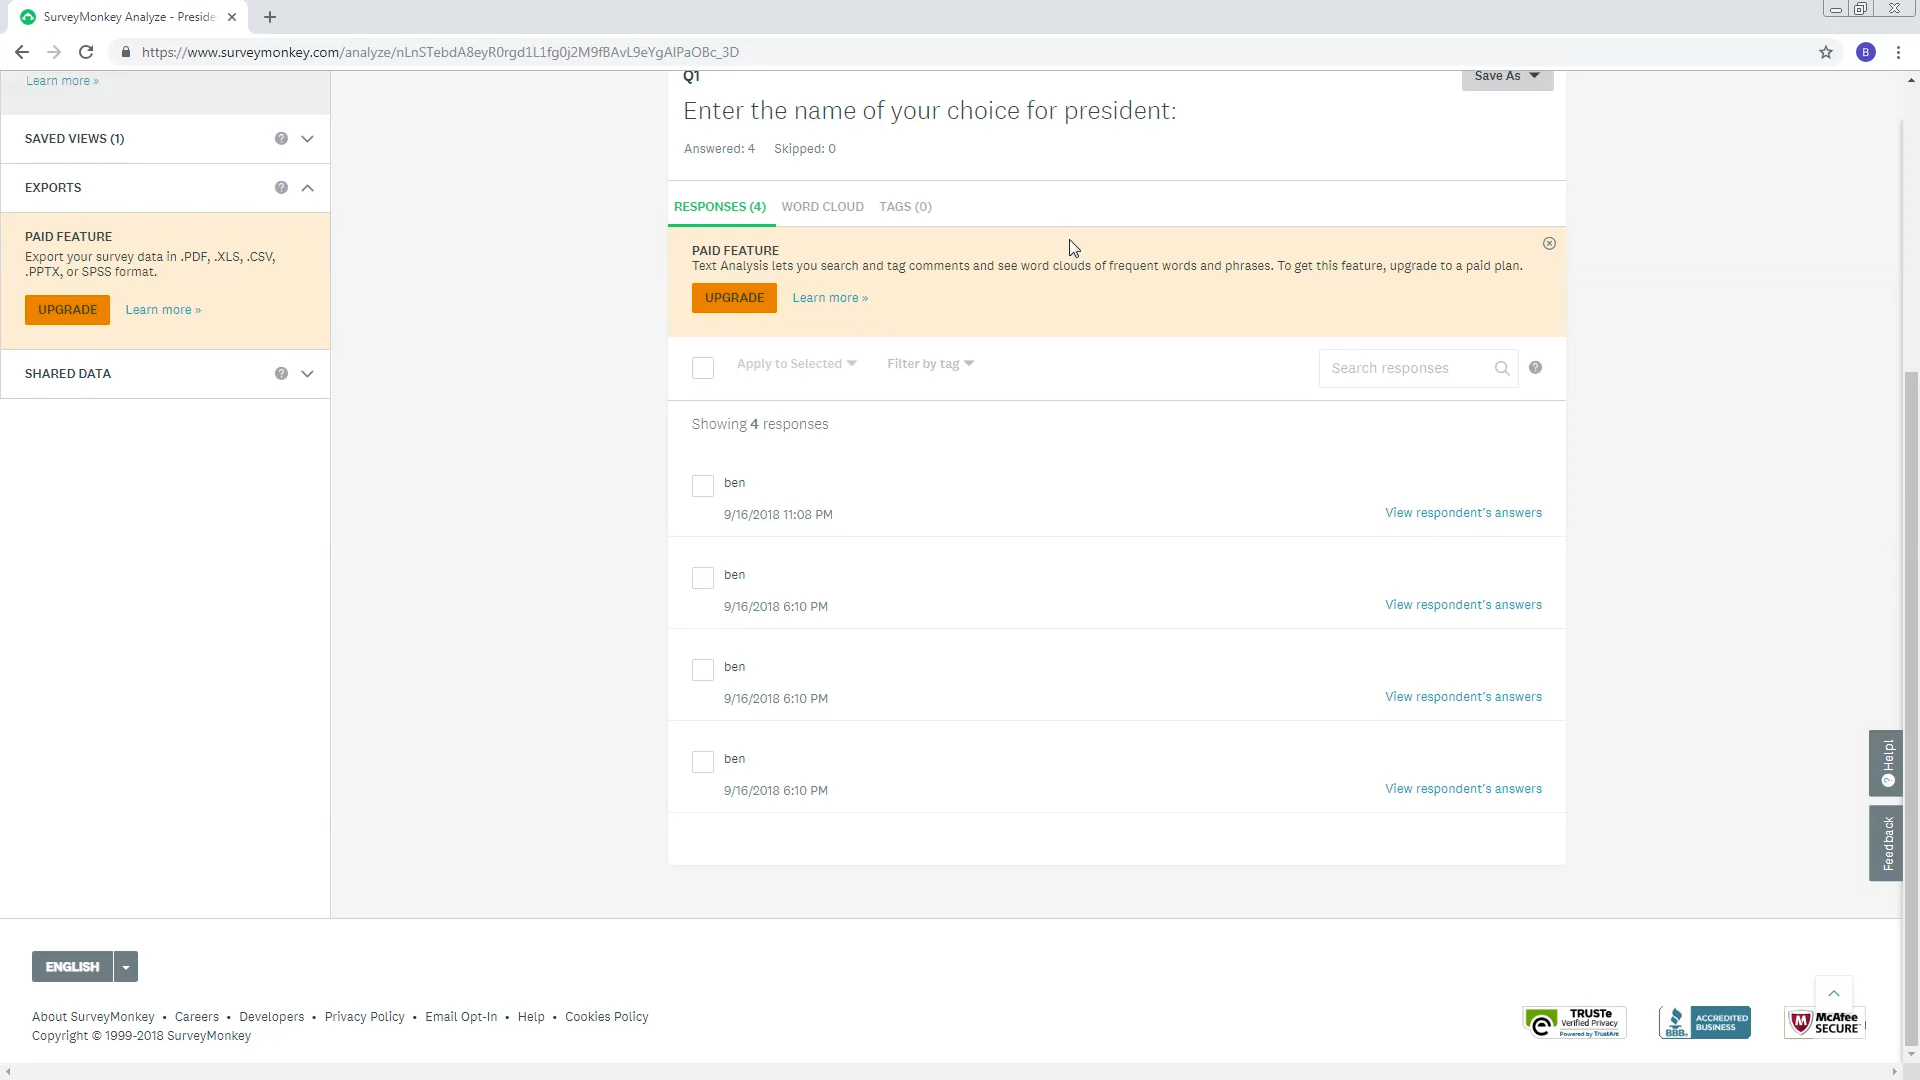 SurveyMonkey Analyze - Preside
https://www.surveymonkey.com/analyze/nLnSTebdA8eyR0rgd1L1fg0j2M9fBAvL9eYgAlPaOBc_3D
B
Learn more »
SAVED VIEWS (1)
EXPORTS
PAID FEATURE
Export your survey data in .PDF, .XLS, .CSV,
.PPTX, or SPSS format.
UPGRADE
Learn more »
SHARED DATA
Q1
Save As
Enter the name of your choice for president:
Answered: 4 Skipped: 0
RESPONSES (4) WORD CLOUD TAGS (0)
PAID FEATURE
Text Analysis lets you search and tag comments and see word clouds of frequent words and phrases. To get this feature, upgrade to a paid plan.
UPGRADE
Learn more »
Apply to Selected
Filter by tag
Search responses
Showing 4 responses
ben
9/16/2018 11:08 PM
View respondent's answers
ben
9/16/2018 6:10 PM
View respondent's answers
ben
9/16/2018 6:10 PM
View respondent's answers
ben
9/16/2018 6:10 PM
View respondent's answers
Help!
Feedback
ENGLISH
About SurveyMonkey • Careers • Developers • Privacy Policy • Email Opt-In • Help • Cookies Policy
Copyright © 1999-2018 SurveyMonkey
TRUSTe
Verified Privacy
Powered by TrustArc
BBB.
ACCREDITED
BUSINESS
McAfee
SECURE